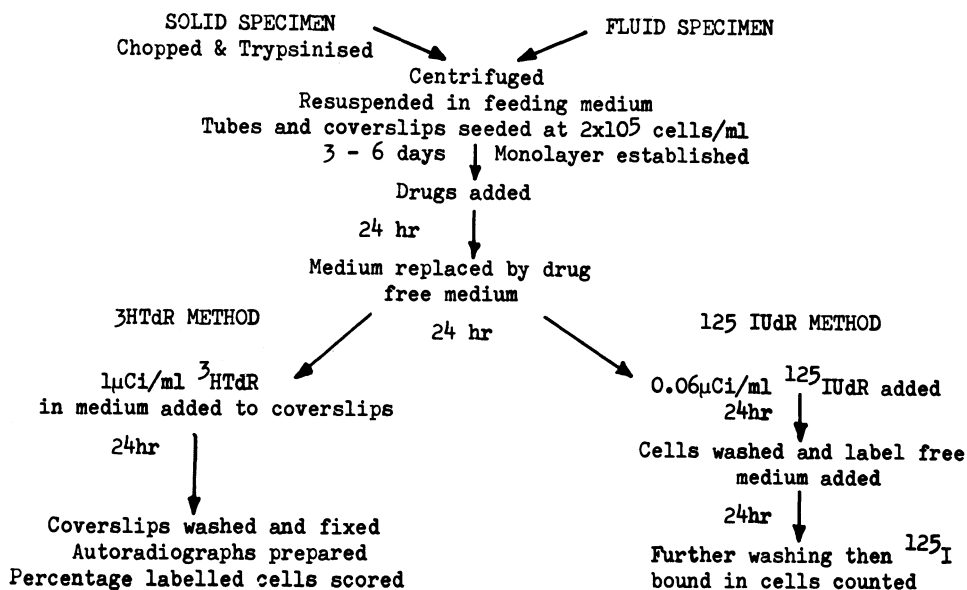 SOLID SPECIMEN
Chopped & Trypsinised
FLUID SPECIMEN
Centrifuged
Resuspended in feeding medium
Tubes and coverslips seeded at 2x10⁵ cells/ml
3 - 6 days Monolayer established
Drugs added
24 hr
Medium replaced by drug
free medium
24 hr
3HTdR METHOD
1μCi/ml ³HTdR
in medium added to coverslips
24hr
Coverslips washed and fixed
Autoradiographs prepared
Percentage labelled cells scored
125 IUdR METHOD
0.06μCi/ml ¹²⁵IUdR added
24hr
Cells washed and label free
medium added
24hr
Further washing then ¹²⁵I
bound in cells counted